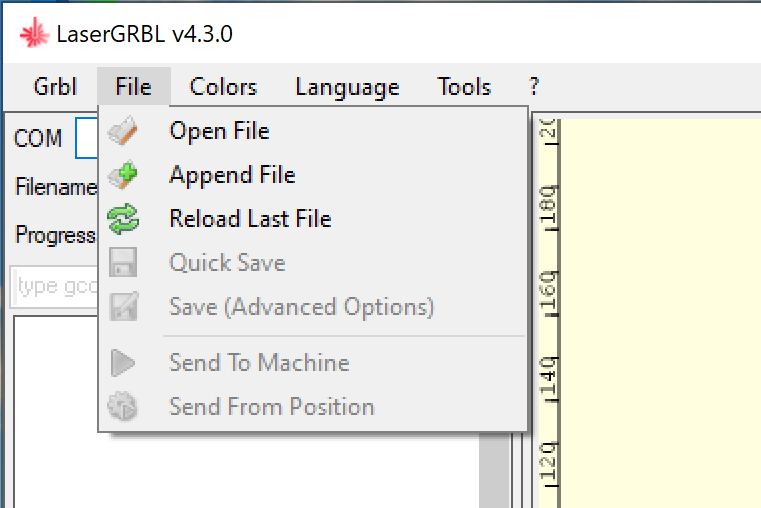 LaserGRBL v4.3.0
Grbl File Colors Language Tools ?
COM
Filename
Progress
type gco
Open File
Append File
Reload Last File
Quick Save
Save (Advanced Options)
Send To Machine
Send From Position
180
160
140
120